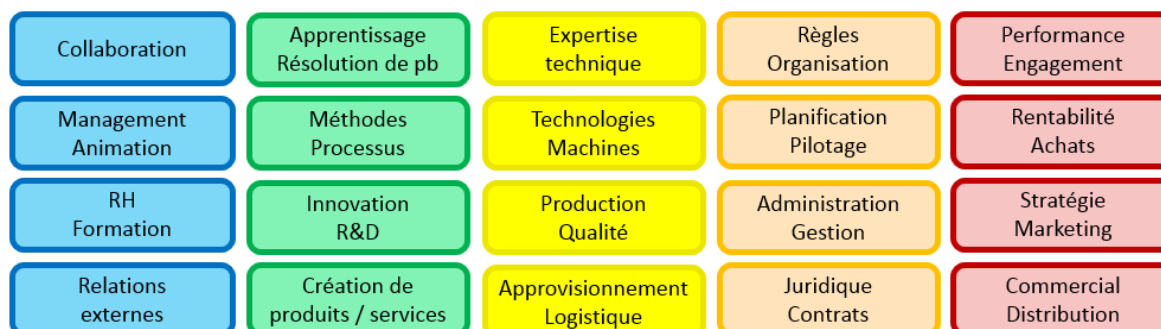 Collaboration
Apprentissage
Résolution de pb
Expertise
technique
Règles
Organisation
Performance
Engagement
Management
Animation
Méthodes
Processus
Technologies
Machines
Planification
Pilotage
Rentabilité
Achats
RH
Formation
Innovation
R&D
Production
Qualité
Administration
Gestion
Stratégie
Marketing
Relations
externes
Création de
produits / services
Approvisionnement
Logistique
Juridique
Contrats
Commercial
Distribution